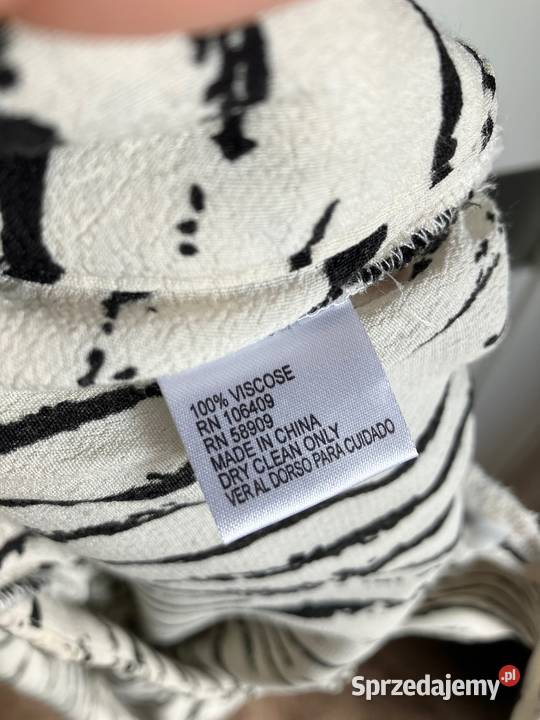 100% VISCOSE
RN 106409
RN 58909
MADE IN CHINA
DRY CLEAN ONLY
VER AL DORSO PARA CUIDADO
Sprzedajemy.pl